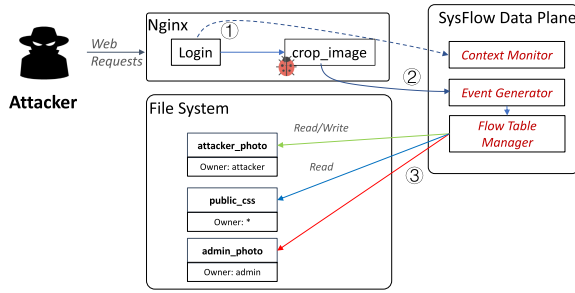 Nginx
SysFlow Data Plane
Web
Requests
Login
①
crop_image
Context Monitor
②
Event Generator
Attacker
File System
Flow Table
Manager
Read/Write
attacker_photo
Owner: attacker
Read
③
public_css
Owner: *
admin_photo
Owner: admin